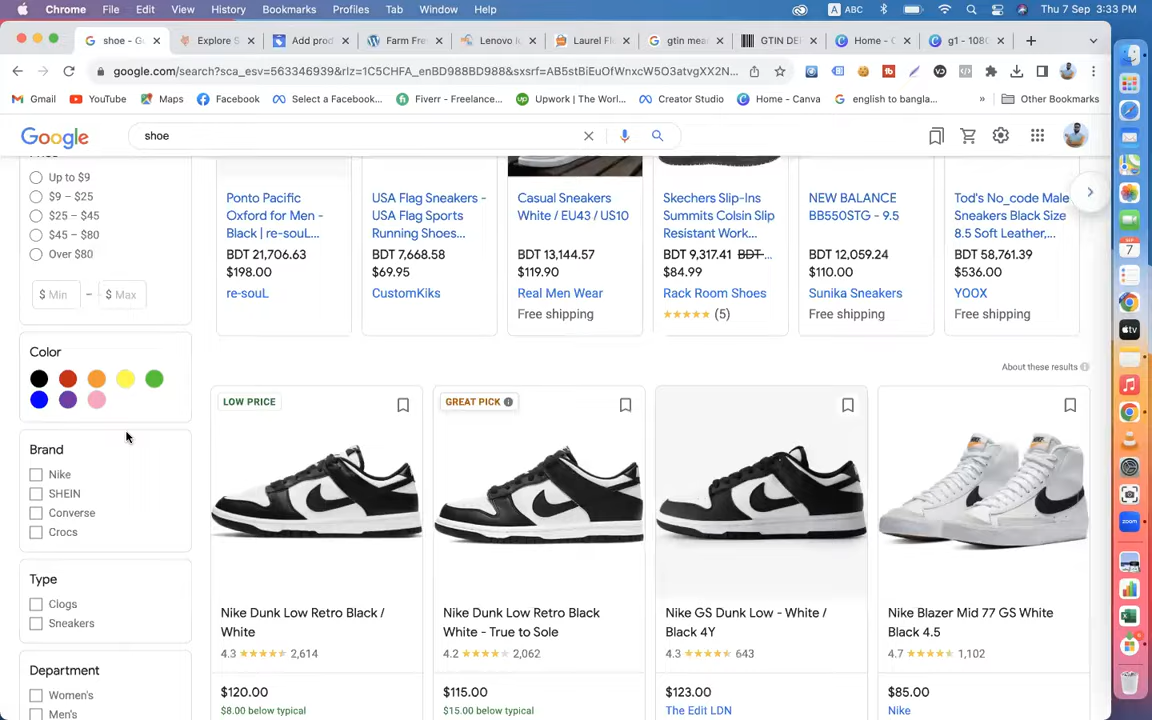 Chrome File Edit View History Bookmarks Profiles Tab Window Help A ABC Thu 7 Sep 3:33 PM
shoe - G Explore S Add prod Farm Fre Lenovo Laurel Fl gtin mea GTIN DE Home - C g1 - 108
google.com/search?sca_esv=563346939&rlz=1C5CHFA_enBD988BD988&sxsrf=AB5stBiEuOfWnxcW5O3atvgXX2N...
Gmail YouTube Maps Facebook Select a Facebook... Fiverr - Freelance... Upwork | The Worl... Creator Studio Home - Canva english to bangla... » Other Bookmarks
Google shoe
Up to $9
$9 – $25
$25 – $45
$45 – $80
Over $80
$ Min – $ Max
Ponto Pacific
Oxford for Men -
Black | re-souL...
BDT 21,706.63
$198.00
re-souL
USA Flag Sneakers -
USA Flag Sports
Running Shoes...
BDT 7,668.58
$69.95
CustomKiks
Casual Sneakers
White / EU43 / US10
BDT 13,144.57
$119.90
Real Men Wear
Free shipping
Skechers Slip-Ins
Summits Colsin Slip
Resistant Work...
BDT 9,317.41 BDT...
$84.99
Rack Room Shoes
(5)
NEW BALANCE
BB550STG - 9.5
BDT 12,059.24
$110.00
Sunika Sneakers
Free shipping
Tod's No_code Male
Sneakers Black Size
8.5 Soft Leather,...
BDT 58,761.39
$536.00
YOOX
Free shipping
Color
Brand
Nike
SHEIN
Converse
Crocs
Type
Clogs
Sneakers
Department
Women's
Men's
About these results
LOW PRICE
Nike Dunk Low Retro Black /
White
4.3 2,614
$120.00
$8.00 below typical
GREAT PICK
Nike Dunk Low Retro Black
White - True to Sole
4.2 2,062
$115.00
$15.00 below typical
Nike GS Dunk Low - White /
Black 4Y
4.3 643
$123.00
The Edit LDN
Nike Blazer Mid 77 GS White
Black 4.5
4.7 1,102
$85.00
Nike
SEP
7
tv
zoom